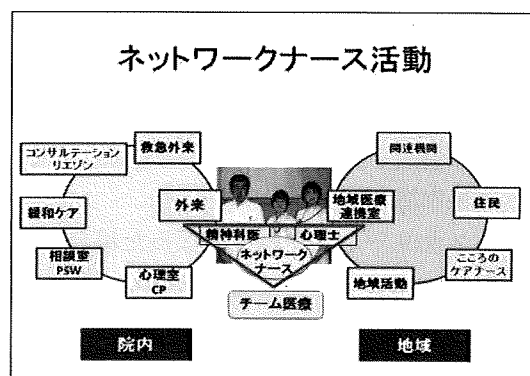 ネットワークナース活動
コンサルテーション
リエゾン
救急外来
緩和ケア
外来
相談室
PSW
心理室
CP
精神科医
心理士
ネットワーク
ナース
チーム医療
地域医療
連携室
関連機関
住民
こころの
ケアナース
地域活動
院内
地域